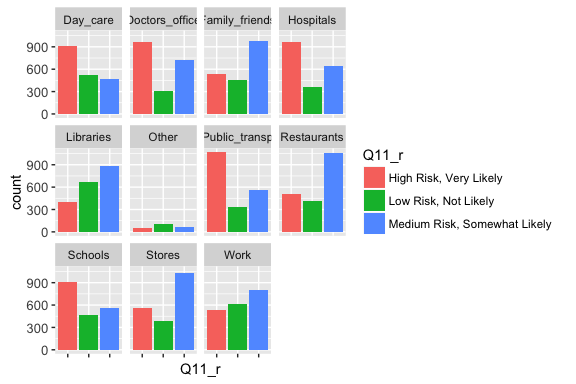 Day_care Doctors_office Family_friends Hospitals
900
600
300
0
Libraries Other Public_transp Restaurants
900
600
300
0
Schools Stores Work
900
600
300
0
count
Q11_r
Q11_r
High Risk, Very Likely
Low Risk, Not Likely
Medium Risk, Somewhat Likely